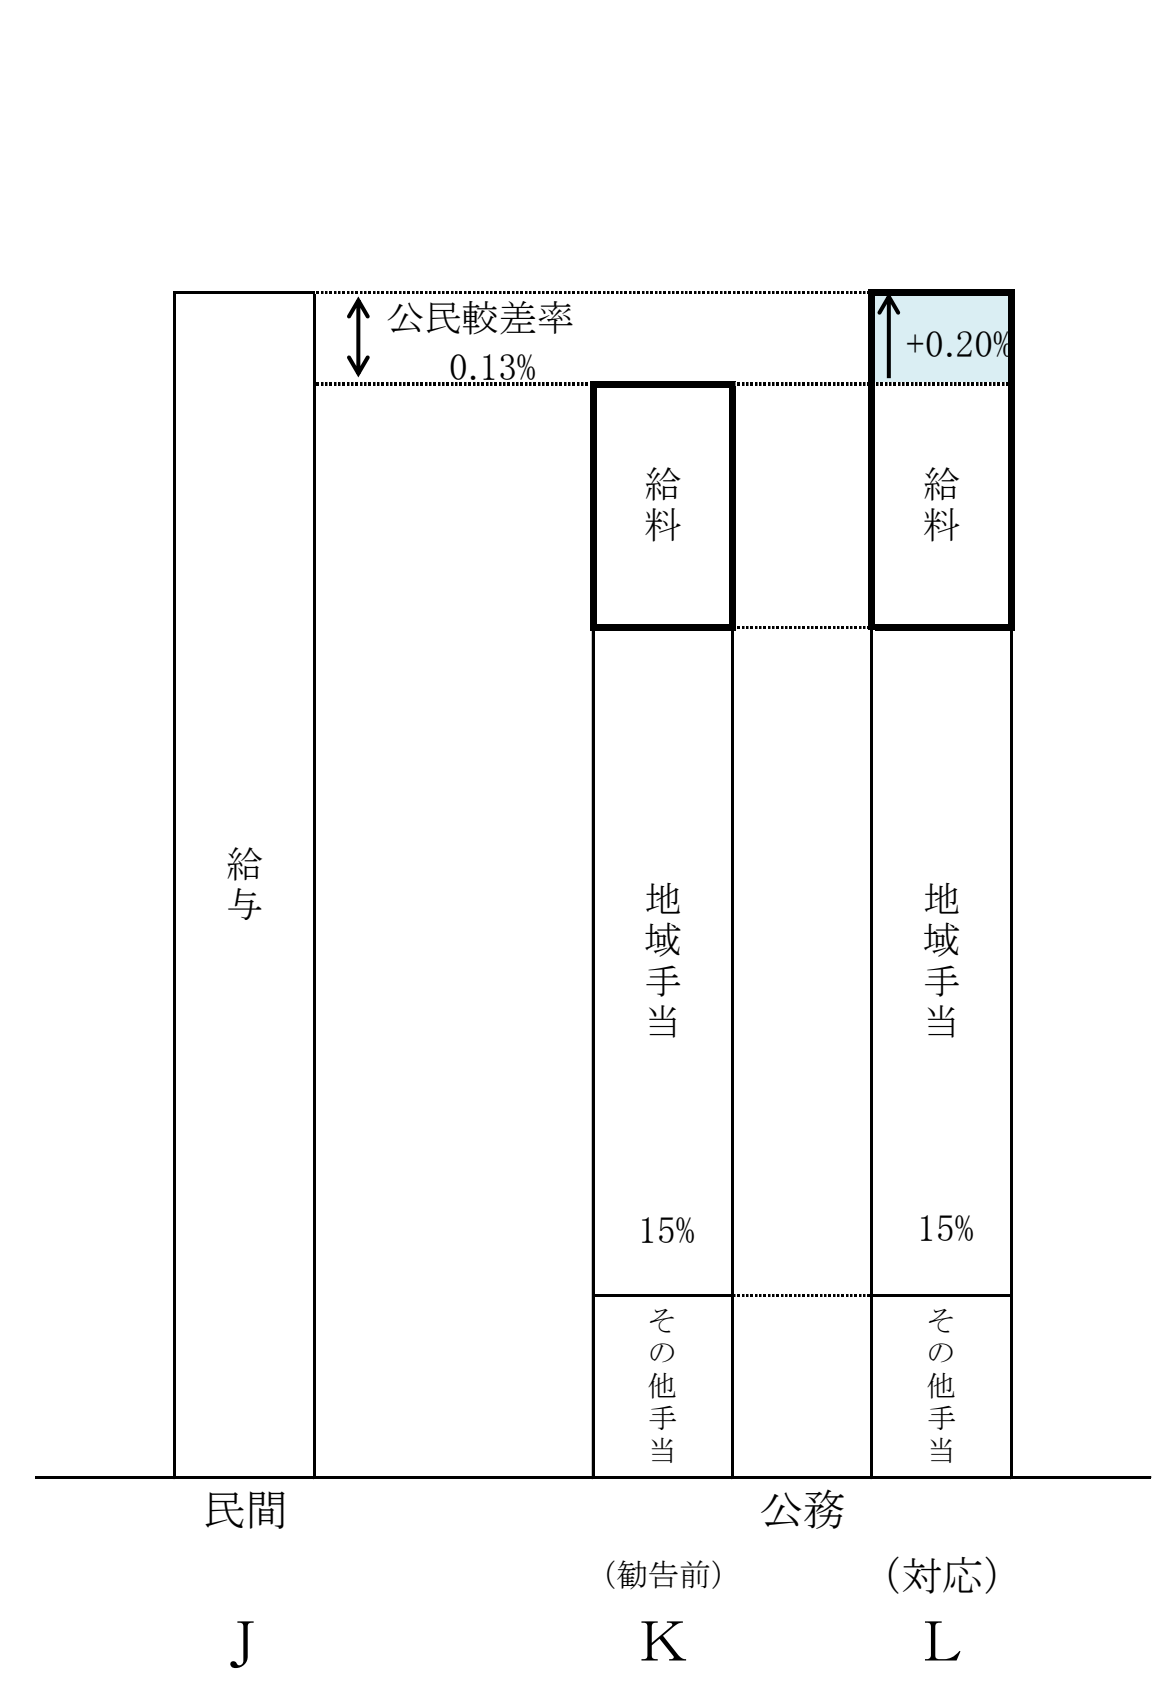 公民較差率
0.13%
+0.20%
給料
給料
給与
地域手当
地域手当
15%
15%
その他手当
その他手当
民間
公務
(勧告前)
(対応)
J
K
L